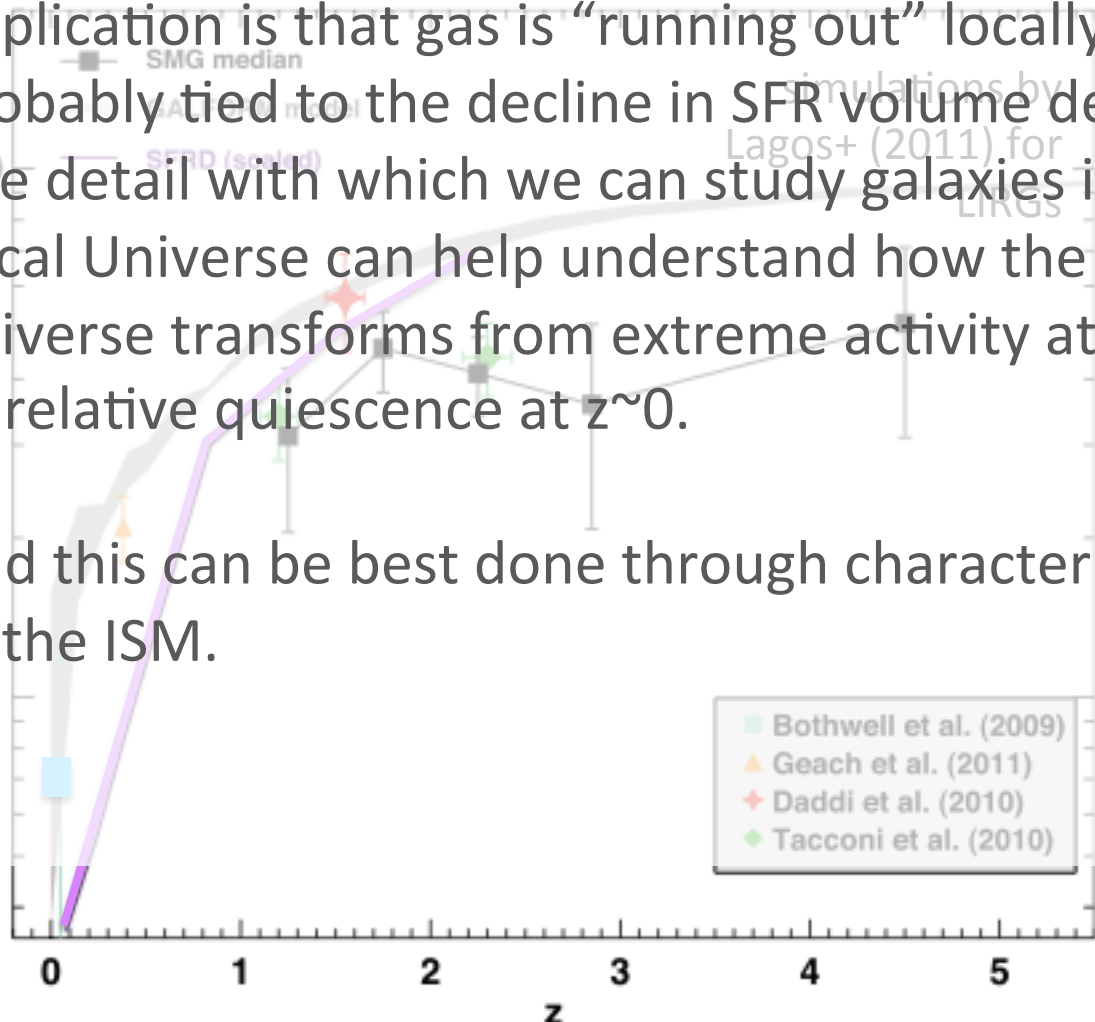 plication is that gas is “running out” locally
SMG median
simulations by
obably tied to the decline in SFR volume de
GALFORM model
Lagos+ (2011) for
SFRD (scaled)
e detail with which we can study galaxies i
LIRGs
cal Universe can help understand how the
iverse transforms from extreme activity at
relative quiescence at z~0.
d this can be best done through character
the ISM.
Bothwell et al. (2009)
Geach et al. (2011)
Daddi et al. (2010)
Tacconi et al. (2010)
0 1 2 3 4 5
z